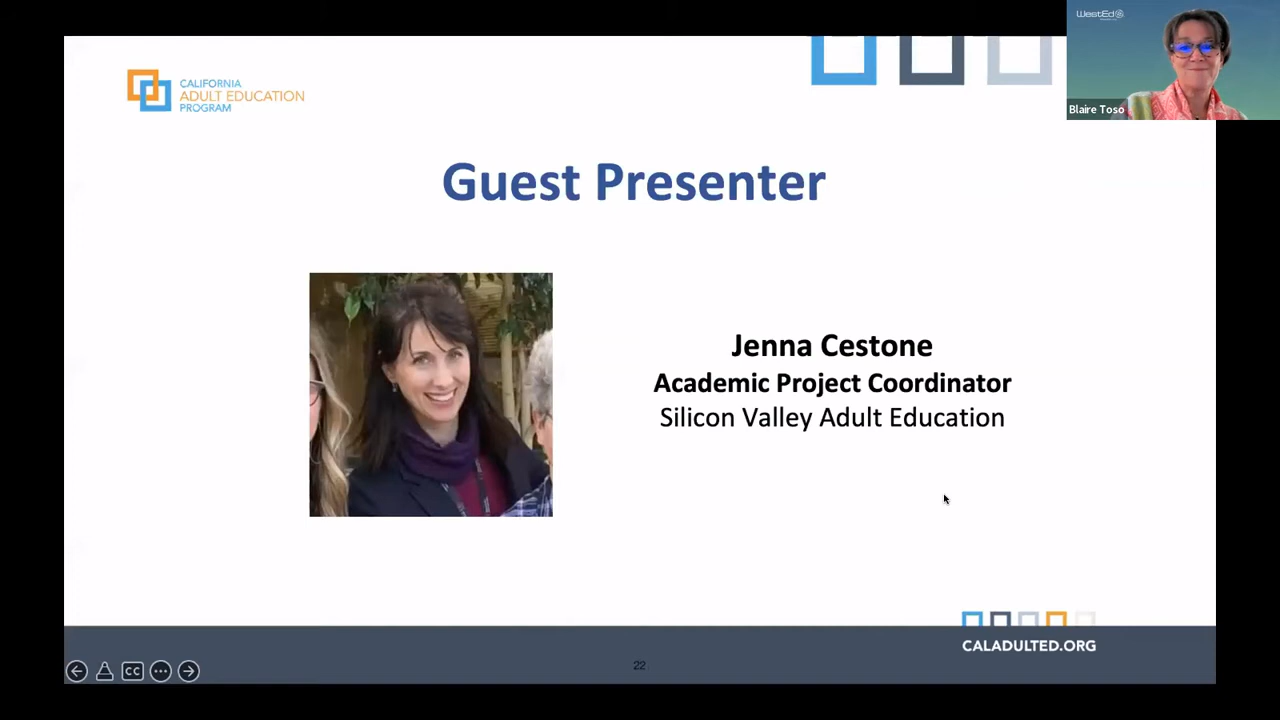 WestEd
Blaire Toso
CALIFORNIA
ADULT EDUCATION
PROGRAM
Guest Presenter
Jenna Cestone
Academic Project Coordinator
Silicon Valley Adult Education
CALADULTED.ORG
22
CC